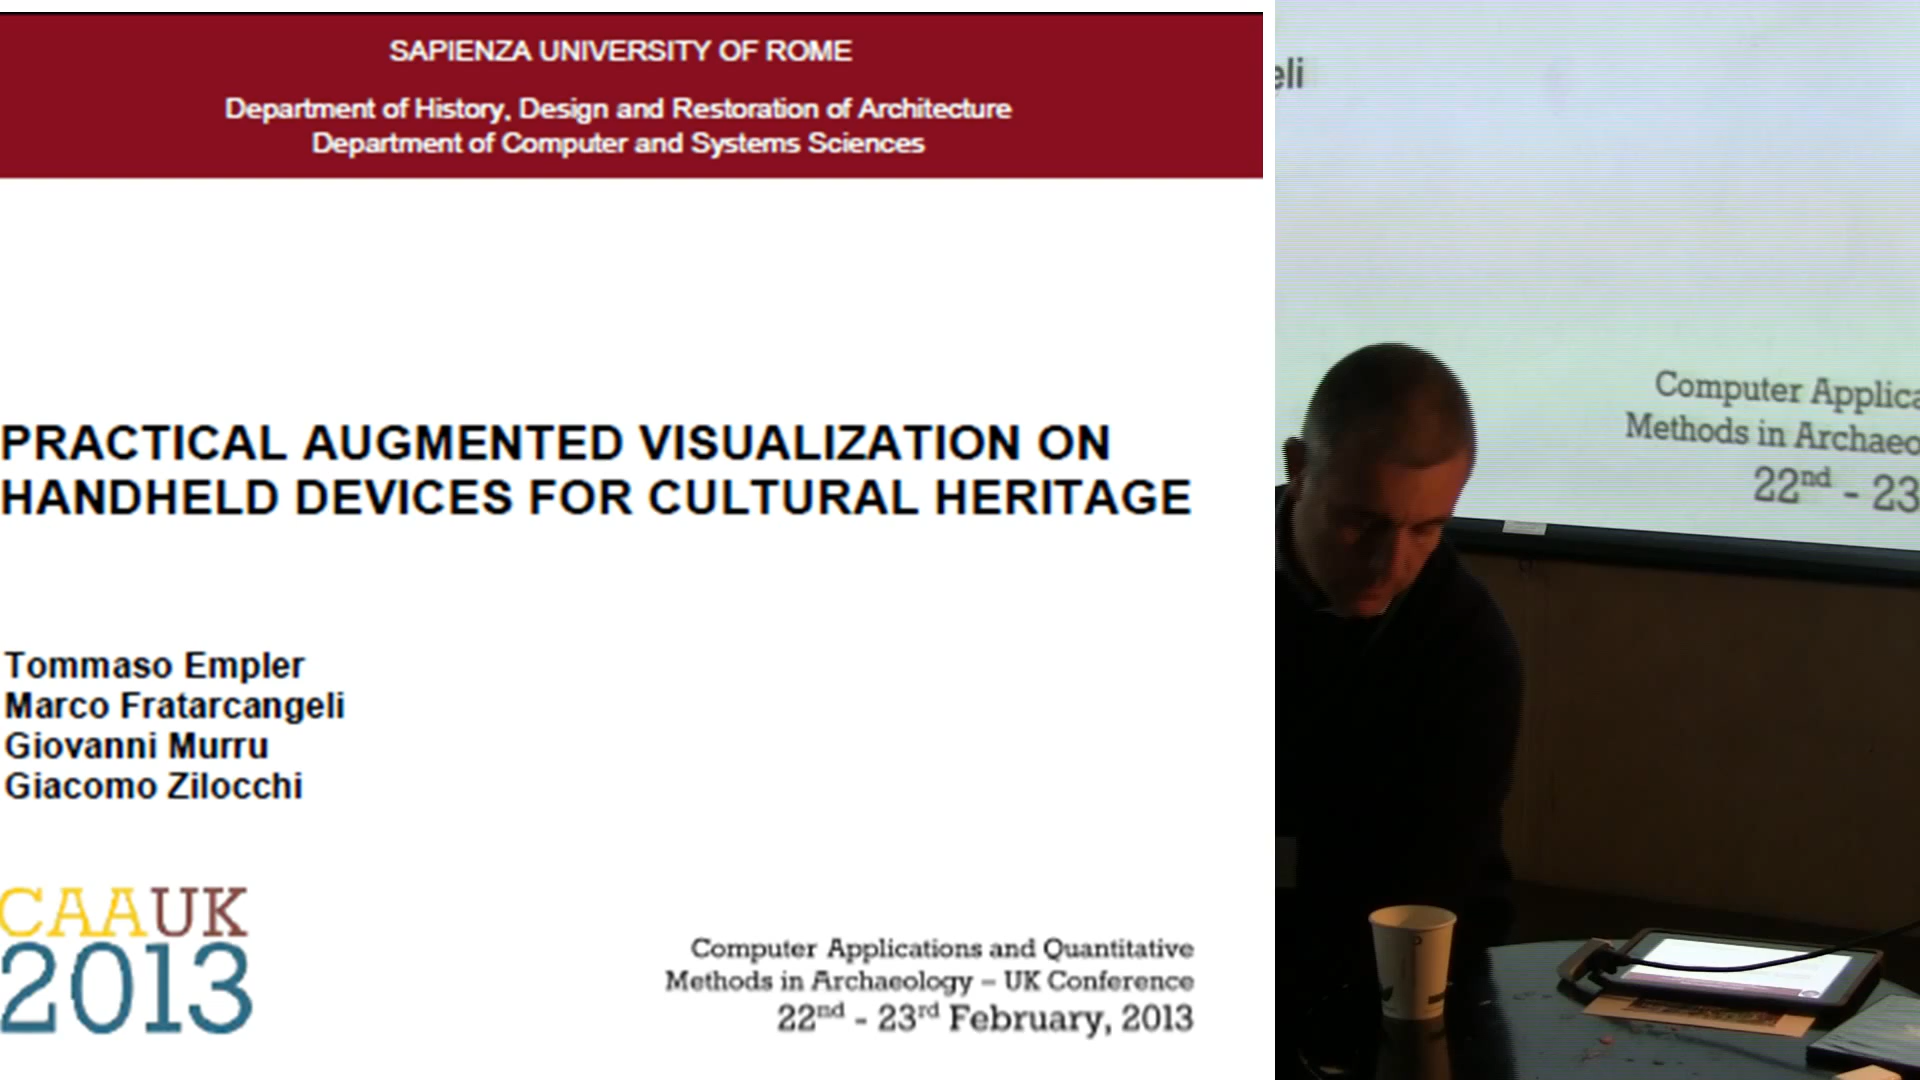 SAPIENZA UNIVERSITY OF ROME
Department of History, Design and Restoration of Architecture
Department of Computer and Systems Sciences
PRACTICAL AUGMENTED VISUALIZATION ON
HANDHELD DEVICES FOR CULTURAL HERITAGE
Tommaso Empler
Marco Fratarcangeli
Giovanni Murru
Giacomo Zilocchi
CAAUK
2013
Computer Applications and Quantitative
Methods in Archaeology – UK Conference
22nd - 23rd February, 2013
eli
Computer Applica
Methods in Archaeo
22nd - 23